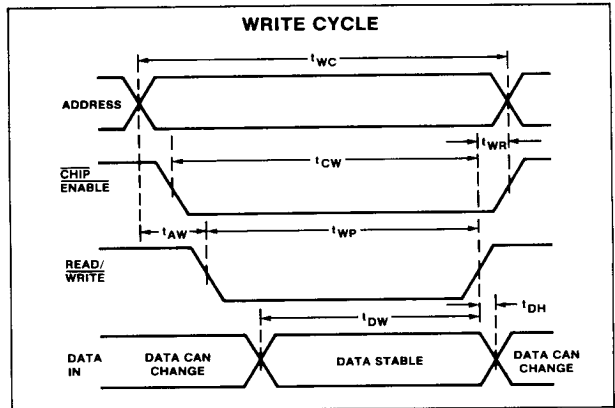 WRITE CYCLE
tWC
ADDRESS
tWR
tCW
CHIP
ENABLE
tAW
tWP
READ/
WRITE
tDH
tDW
DATA
IN
DATA CAN
CHANGE
DATA STABLE
DATA CAN
CHANGE